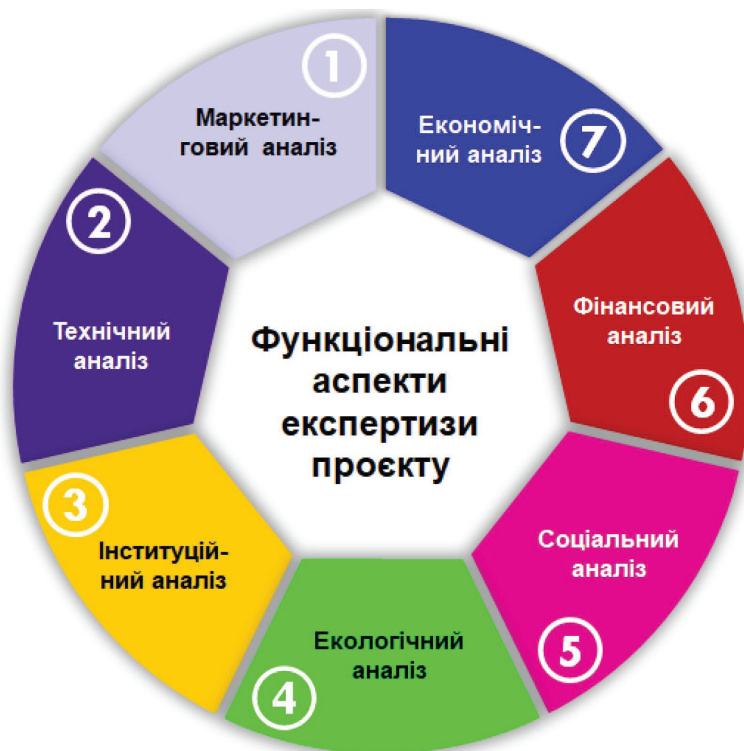 1
Маркетин-
говий аналіз
2
Технічний
аналіз
3
Інституцій-
ний аналіз
4
Екологічний
аналіз
5
Соціальний
аналіз
6
Фінансовий
аналіз
7
Економіч-
ний аналіз
Функціональні
аспекти
експертизи
проєкту